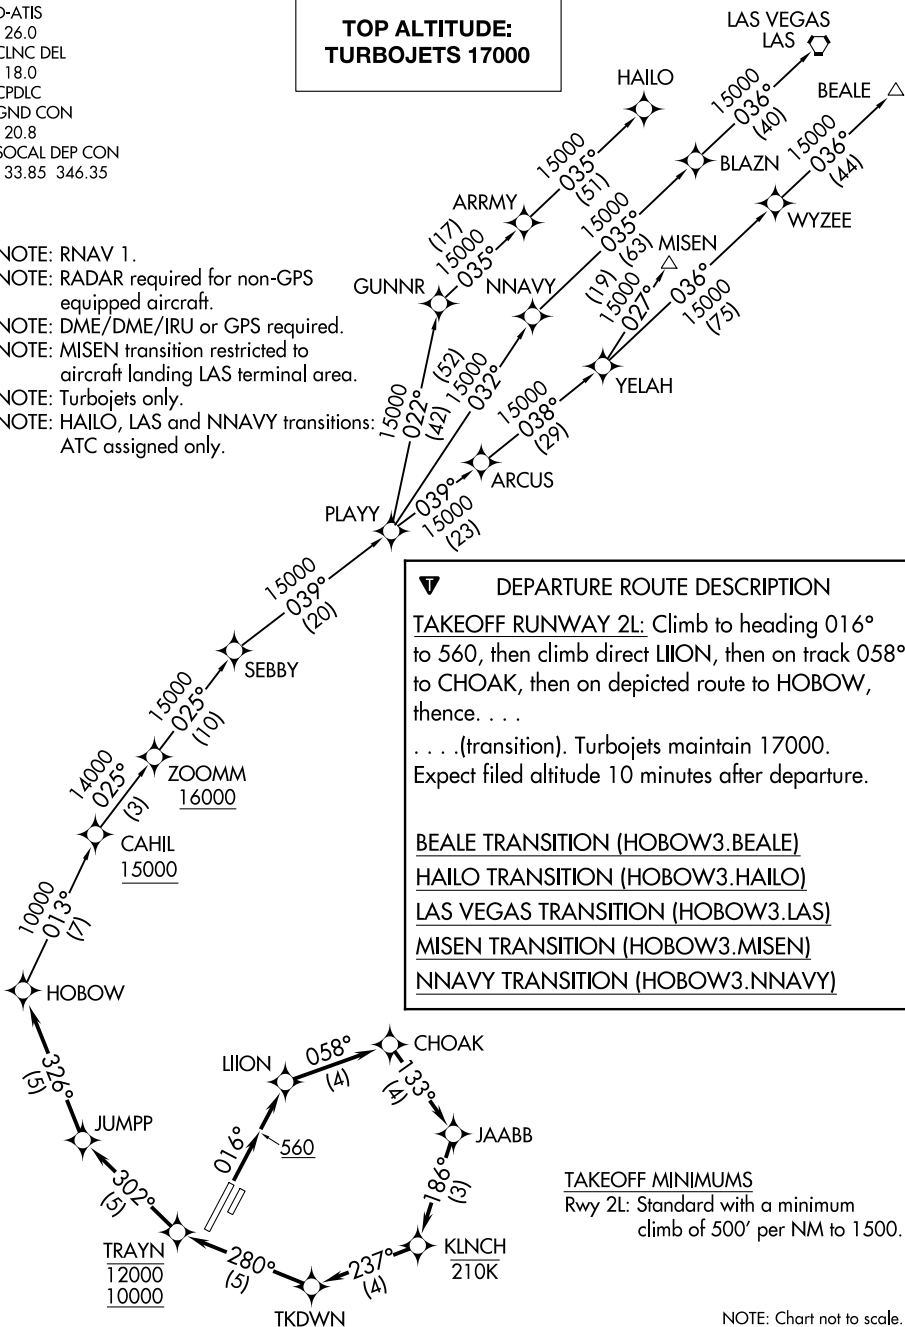 D-ATIS
26.0
CLNC DEL
18.0
CPDLC
GND CON
20.8
SOCAL DEP CON
33.85 346.35
TOP ALTITUDE:
TURBOJETS 17000
NOTE: RNAV 1.
NOTE: RADAR required for non-GPS
equipped aircraft.
NOTE: DME/DME/IRU or GPS required.
NOTE: MISEN transition restricted to
aircraft landing LAS terminal area.
NOTE: Turbojets only.
NOTE: HAILO, LAS and NNAVY transitions:
ATC assigned only.
LAS VEGAS
LAS
HAILO
BEALE
15000
036°
(40)
15000
036°
(44)
BLAZN
WYZEE
15000
035°
(51)
ARRMY
(17)
15000
035°
15000
035°
(63)
MISEN
(19)
15000
027°
036°
15000
(75)
GUNNR
NNAVY
YELAH
15000
022°
(42)
(52)
15000
032°
15000
038°
(29)
ARCUS
039°
15000
(23)
PLAYY
15000
039°
(20)
SEBBY
15000
025°
(10)
ZOOMM
16000
14000
025°
(3)
CAHIL
15000
10000
013°
(7)
HOBOW
T
DEPARTURE ROUTE DESCRIPTION
TAKEOFF RUNWAY 2L: Climb to heading 016°
to 560, then climb direct LIION, then on track 058°
to CHOAK, then on depicted route to HOBOW,
thence. . . .
. . . .(transition). Turbojets maintain 17000.
Expect filed altitude 10 minutes after departure.
BEALE TRANSITION (HOBOW3.BEALE)
HAILO TRANSITION (HOBOW3.HAILO)
LAS VEGAS TRANSITION (HOBOW3.LAS)
MISEN TRANSITION (HOBOW3.MISEN)
NNAVY TRANSITION (HOBOW3.NNAVY)
326°
(5)
JUMPP
302°
(5)
TRAYN
12000
10000
016°
560
LIION
058°
(4)
CHOAK
133°
(4)
JAABB
186°
(3)
KLNCH
210K
237°
(4)
TKDWN
280°
(5)
TAKEOFF MINIMUMS
Rwy 2L: Standard with a minimum
climb of 500' per NM to 1500.
NOTE: Chart not to scale.